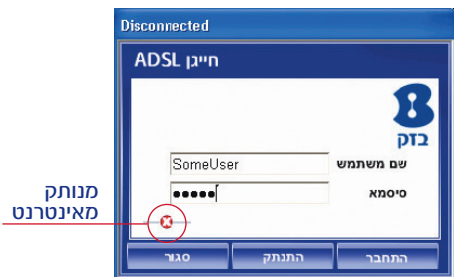 Disconnected
חייגן ADSL
בזק
שם משתמש
SomeUser
סיסמא
•••••
מנותק
מאינטרנט
התחבר
התנתק
סגור